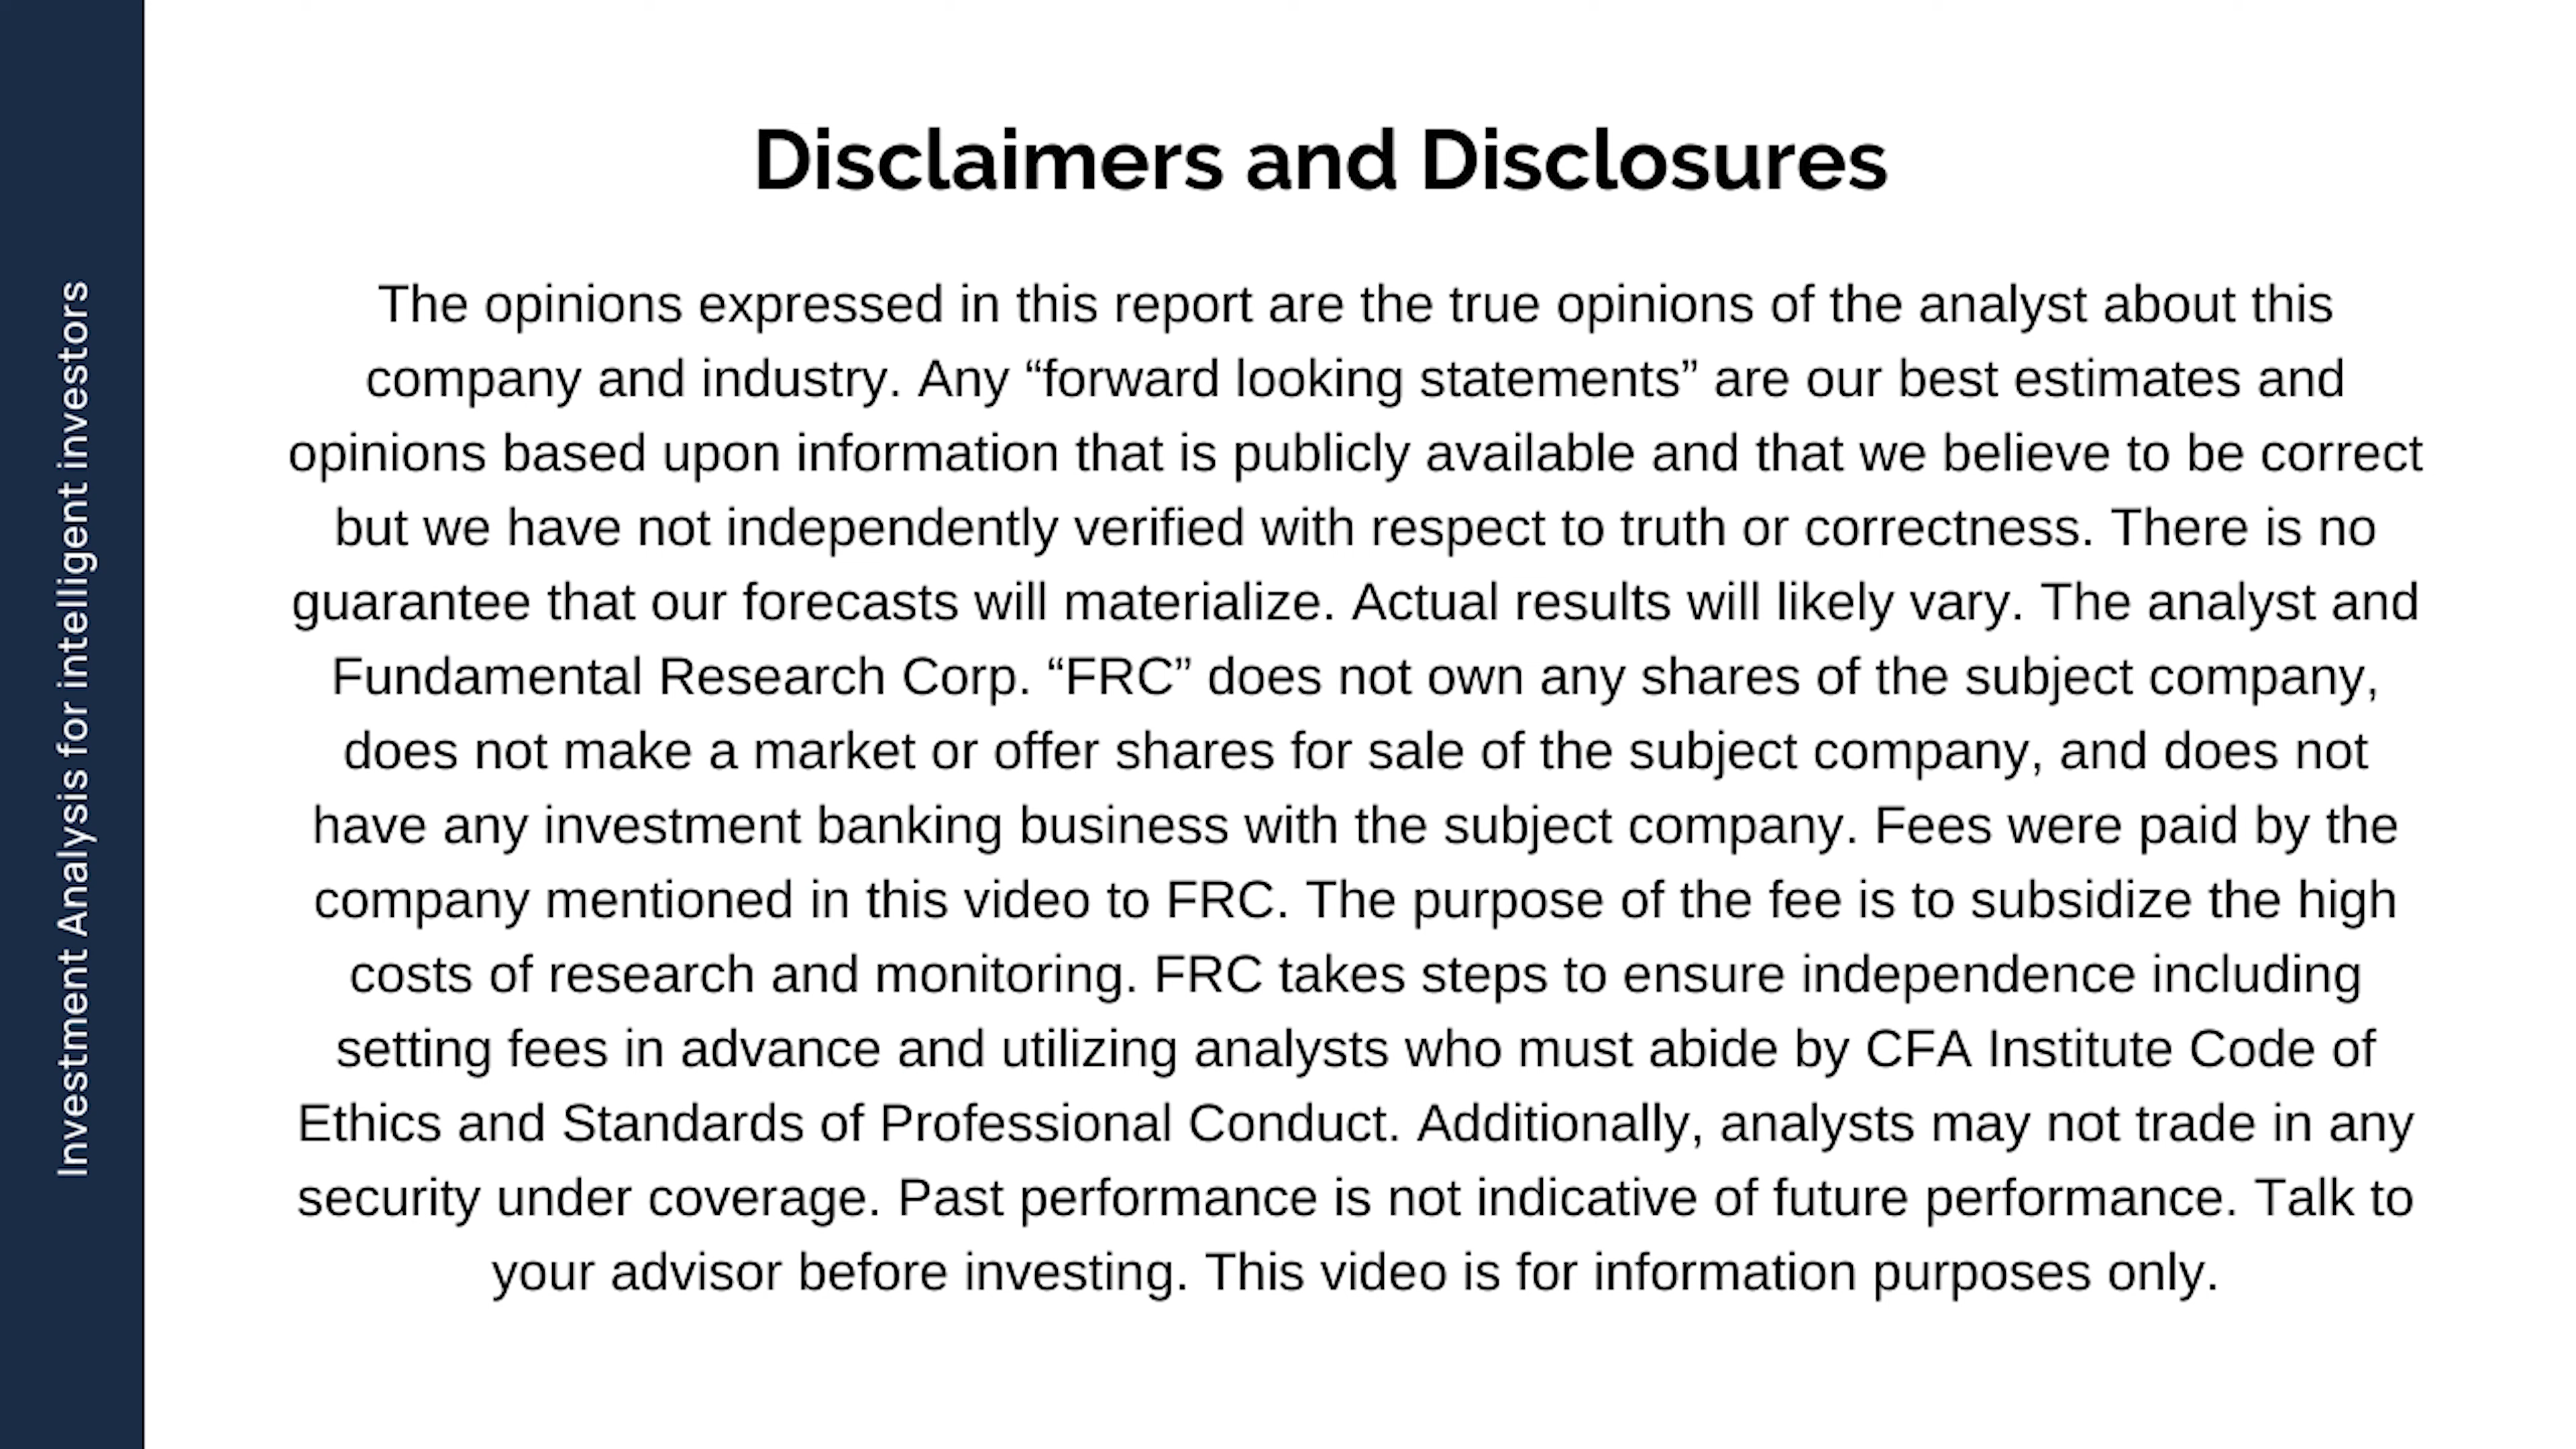 Investment Analysis for intelligent investors
Disclaimers and Disclosures
The opinions expressed in this report are the true opinions of the analyst about this
company and industry. Any “forward looking statements” are our best estimates and
opinions based upon information that is publicly available and that we believe to be correct
but we have not independently verified with respect to truth or correctness. There is no
guarantee that our forecasts will materialize. Actual results will likely vary. The analyst and
Fundamental Research Corp. “FRC” does not own any shares of the subject company,
does not make a market or offer shares for sale of the subject company, and does not
have any investment banking business with the subject company. Fees were paid by the
company mentioned in this video to FRC. The purpose of the fee is to subsidize the high
costs of research and monitoring. FRC takes steps to ensure independence including
setting fees in advance and utilizing analysts who must abide by CFA Institute Code of
Ethics and Standards of Professional Conduct. Additionally, analysts may not trade in any
security under coverage. Past performance is not indicative of future performance. Talk to
your advisor before investing. This video is for information purposes only.